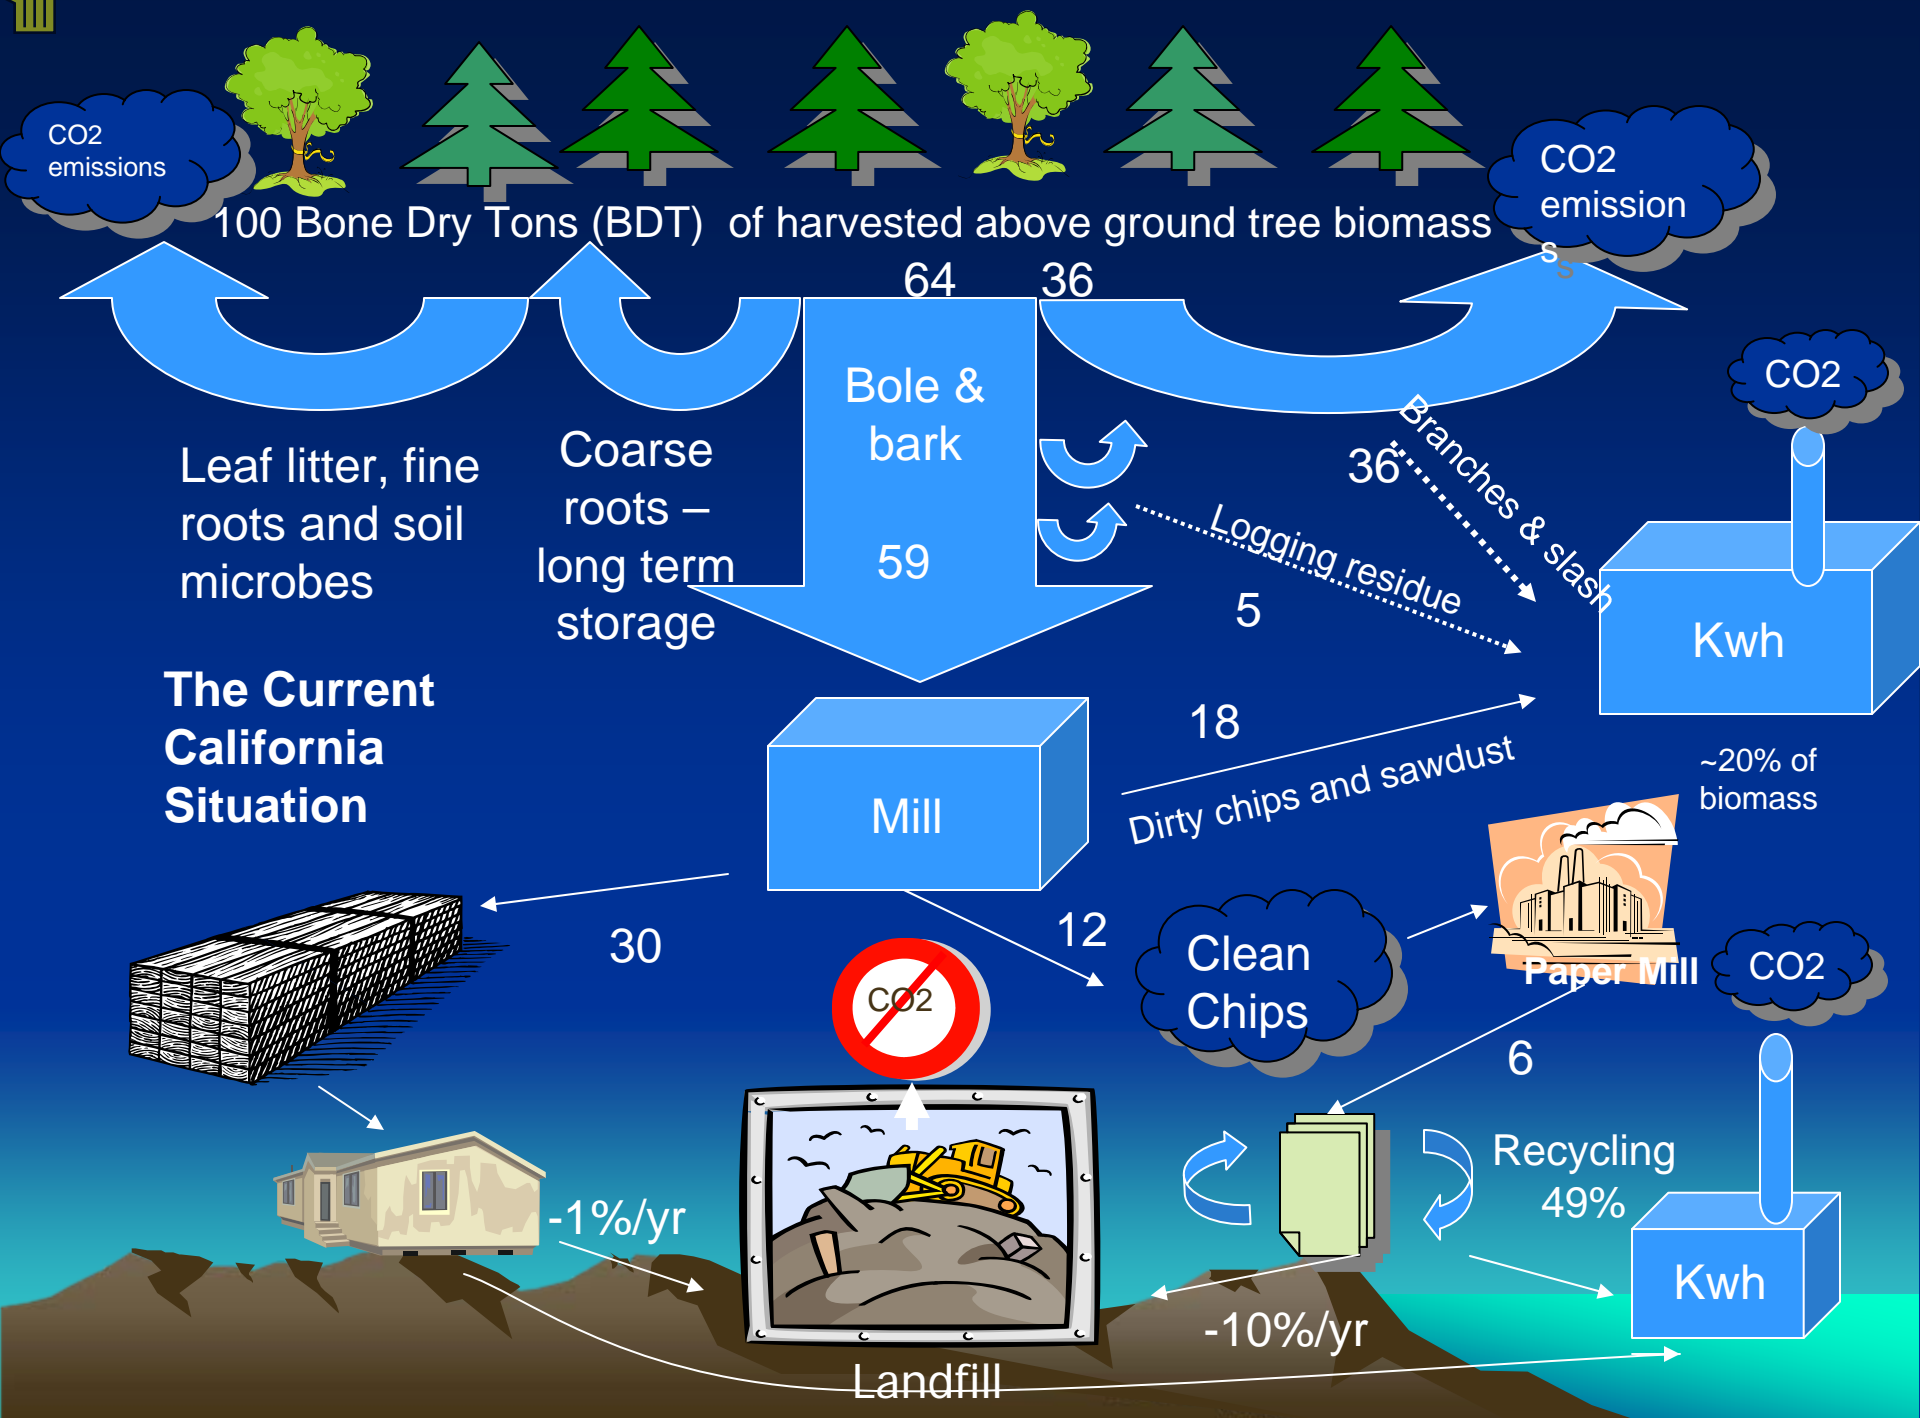 CO2
emissions
CO2
emission
s
100 Bone Dry Tons (BDT)  of harvested above ground tree biomass
64
36
CO2
Bole &
bark
59
Leaf litter, fine
roots and soil
microbes
Coarse
roots –
long term
storage
36
Branches & slash
Logging residue
5
Kwh
The Current
California
Situation
18
Dirty chips and sawdust
~20% of
biomass
Mill
30
12
Clean
Chips
Paper Mill
CO2
CO2
6
Recycling
49%
-1%/yr
Kwh
-10%/yr
Landfill